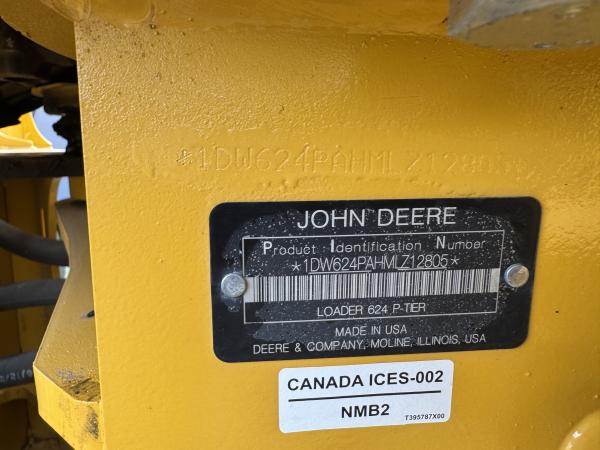 *1DW624PAHMLZ12805
JOHN DEERE
Product Identification Number
*1DW624PAHMLZ12805*
LOADER 624 P-TIER
MADE IN USA
DEERE & COMPANY, MOLINE, ILLINOIS, USA
CANADA ICES-002
NMB2
T395787X00